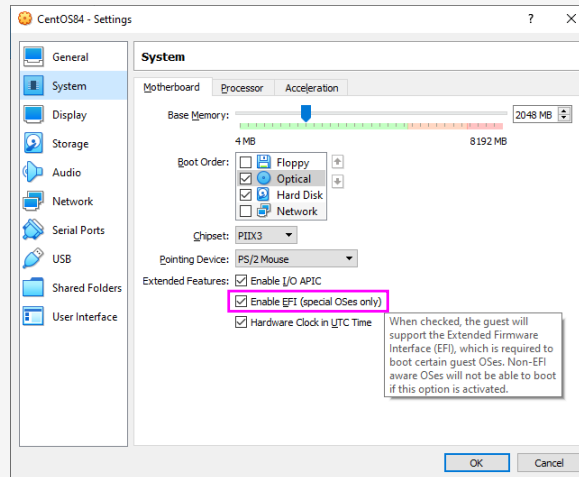 CentOS84 - Settings
? ×
General
System
Display
Storage
Audio
Network
Serial Ports
USB
Shared Folders
User Interface
System
Motherboard Processor Acceleration
Base Memory: 2048 MB
4 MB 8192 MB
Boot Order: Floppy
Optical
Hard Disk
Network
Chipset: PIIX3
Pointing Device: PS/2 Mouse
Extended Features: Enable I/O APIC
Enable EFI (special OSes only)
Hardware Clock in UTC Time
When checked, the guest will
support the Extended Firmware
Interface (EFI), which is required to
boot certain guest OSes. Non-EFI
aware OSes will not be able to boot
if this option is activated.
OK Cancel